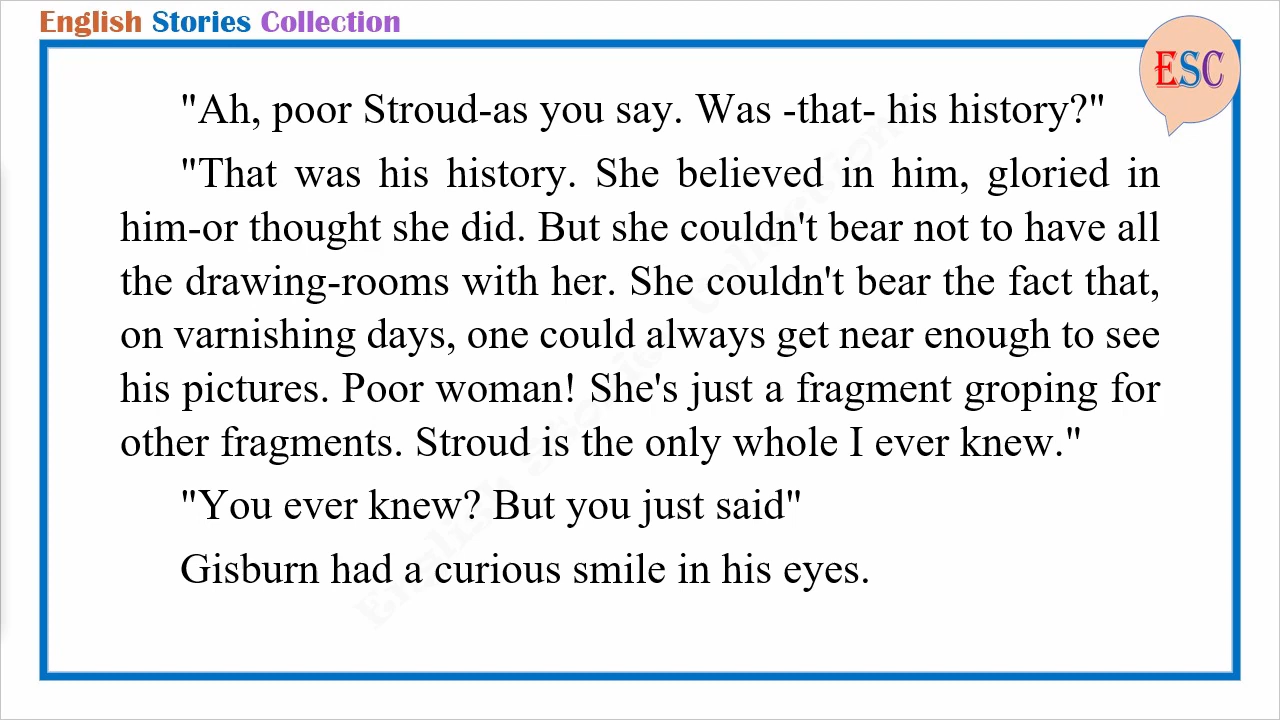 English Stories Collection
ESC
"Ah, poor Stroud-as you say. Was -that- his history?"
"That was his history. She believed in him, gloried in
him-or thought she did. But she couldn't bear not to have all
the drawing-rooms with her. She couldn't bear the fact that,
on varnishing days, one could always get near enough to see
his pictures. Poor woman! She's just a fragment groping for
other fragments. Stroud is the only whole I ever knew."
"You ever knew? But you just said"
Gisburn had a curious smile in his eyes.
English Stories Collection